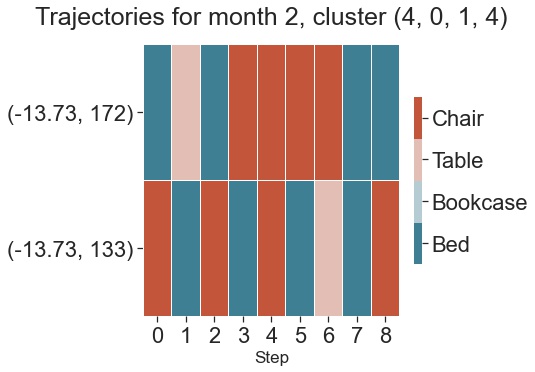 Trajectories for month 2, cluster (4, 0, 1, 4)
(-13.73, 172)
(-13.73, 133)
Chair
Table
Bookcase
Bed
0 1 2 3 4 5 6 7 8
Step